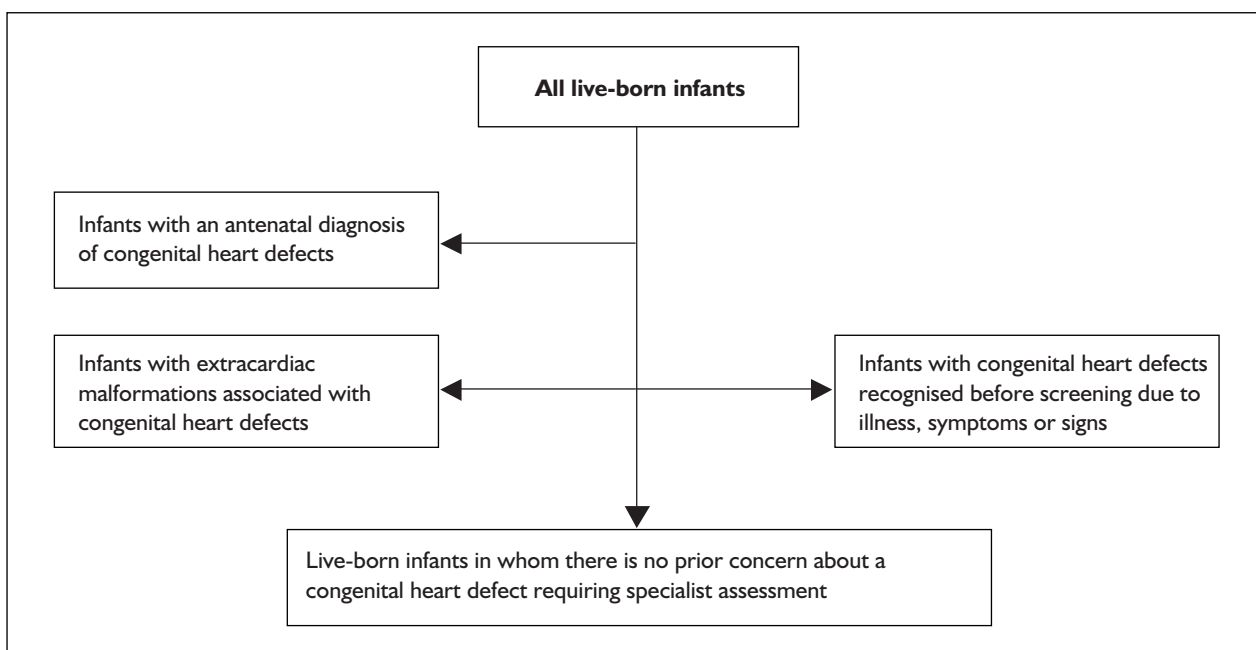 All live-born infants
Infants with an antenatal diagnosis
of congenital heart defects
Infants with extracardiac
malformations associated with
congenital heart defects
Infants with congenital heart defects
recognised before screening due to
illness, symptoms or signs
Live-born infants in whom there is no prior concern about a
congenital heart defect requiring specialist assessment